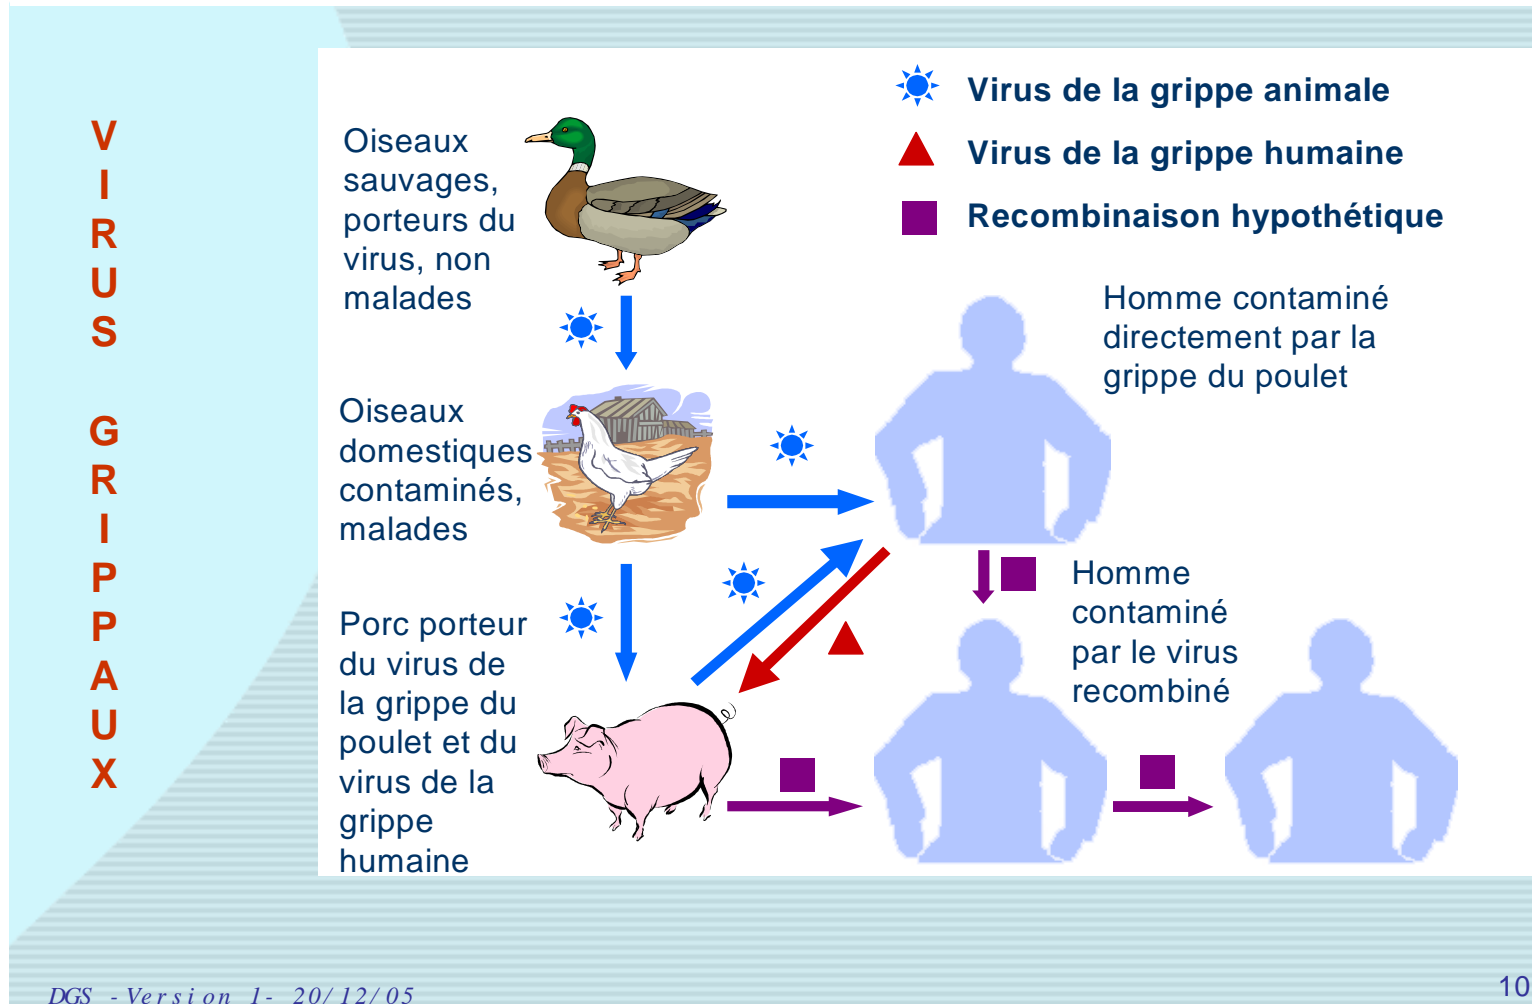 VIRUS GRIPPAUX
Virus de la grippe animale
Virus de la grippe humaine
Recombinaison hypothétique
Oiseaux
sauvages,
porteurs du
virus, non
malades
Homme contaminé
directement par la
grippe du poulet
Oiseaux
domestiques
contaminés,
malades
Homme
contaminé
par le virus
recombiné
Porc porteur
du virus de
la grippe du
poulet et du
virus de la
grippe
humaine
DGS - Version 1- 20/12/05
10